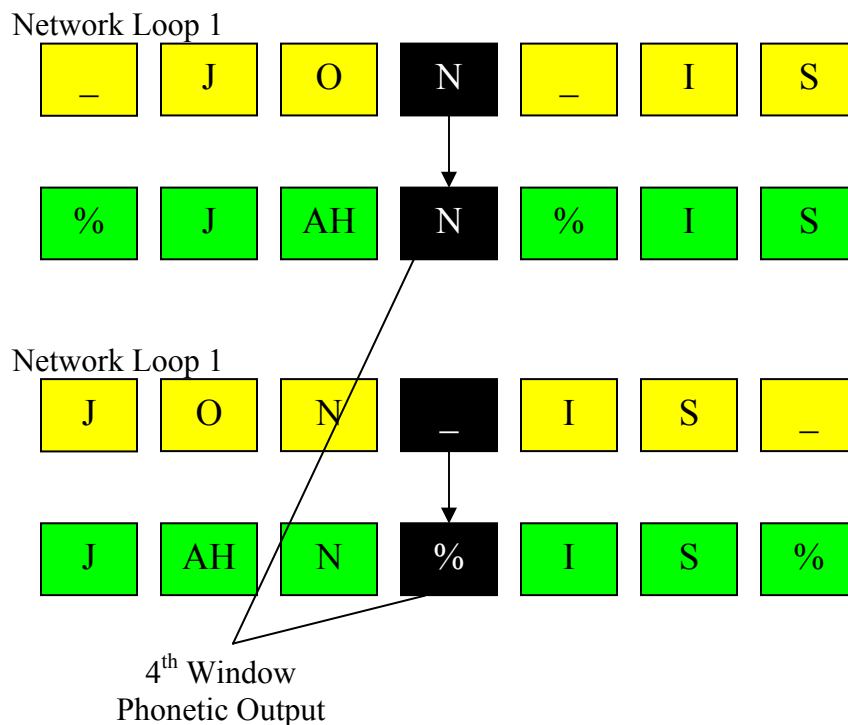 Network Loop 1
_ J O N _ I S
% J AH N % I S
Network Loop 1
J O N _ I S _
J AH N % I S %
4th Window
Phonetic Output